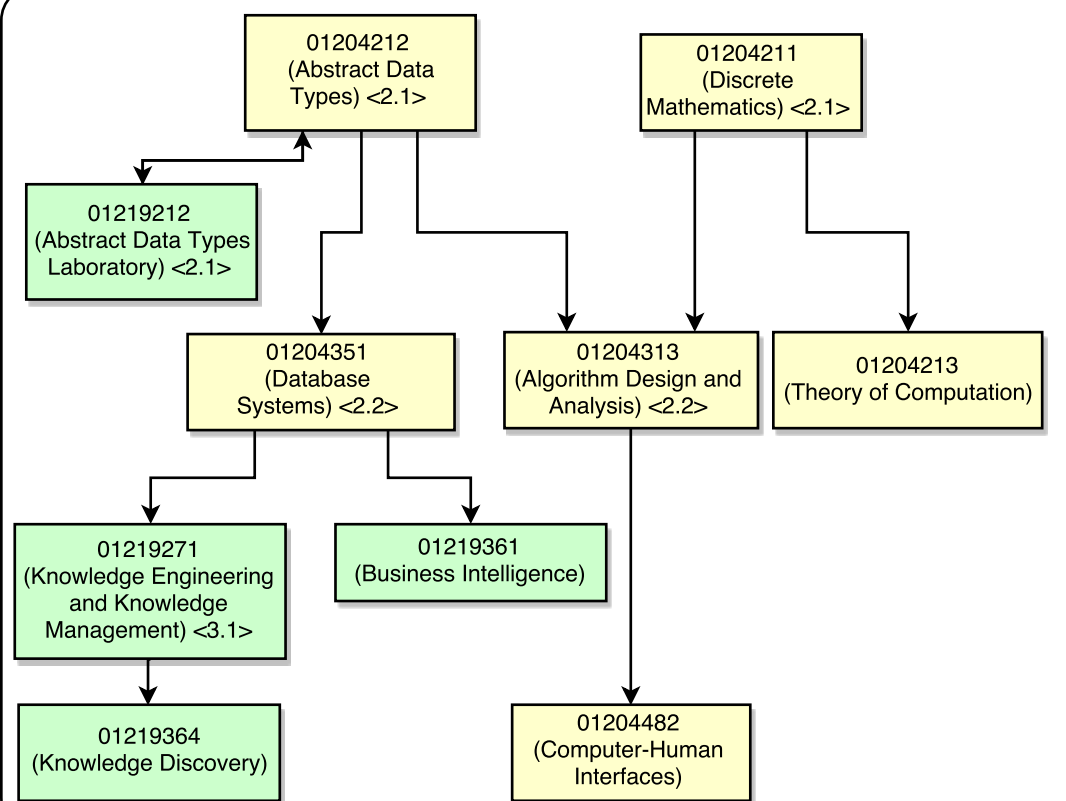 01204212
(Abstract Data
Types) <2.1>
01204211
(Discrete
Mathematics) <2.1>
01219212
(Abstract Data Types
Laboratory) <2.1>
01204351
(Database
Systems) <2.2>
01204313
(Algorithm Design and
Analysis) <2.2>
01204213
(Theory of Computation)
01219271
(Knowledge Engineering
and Knowledge
Management) <3.1>
01219361
(Business Intelligence)
01219364
(Knowledge Discovery)
01204482
(Computer-Human
Interfaces)